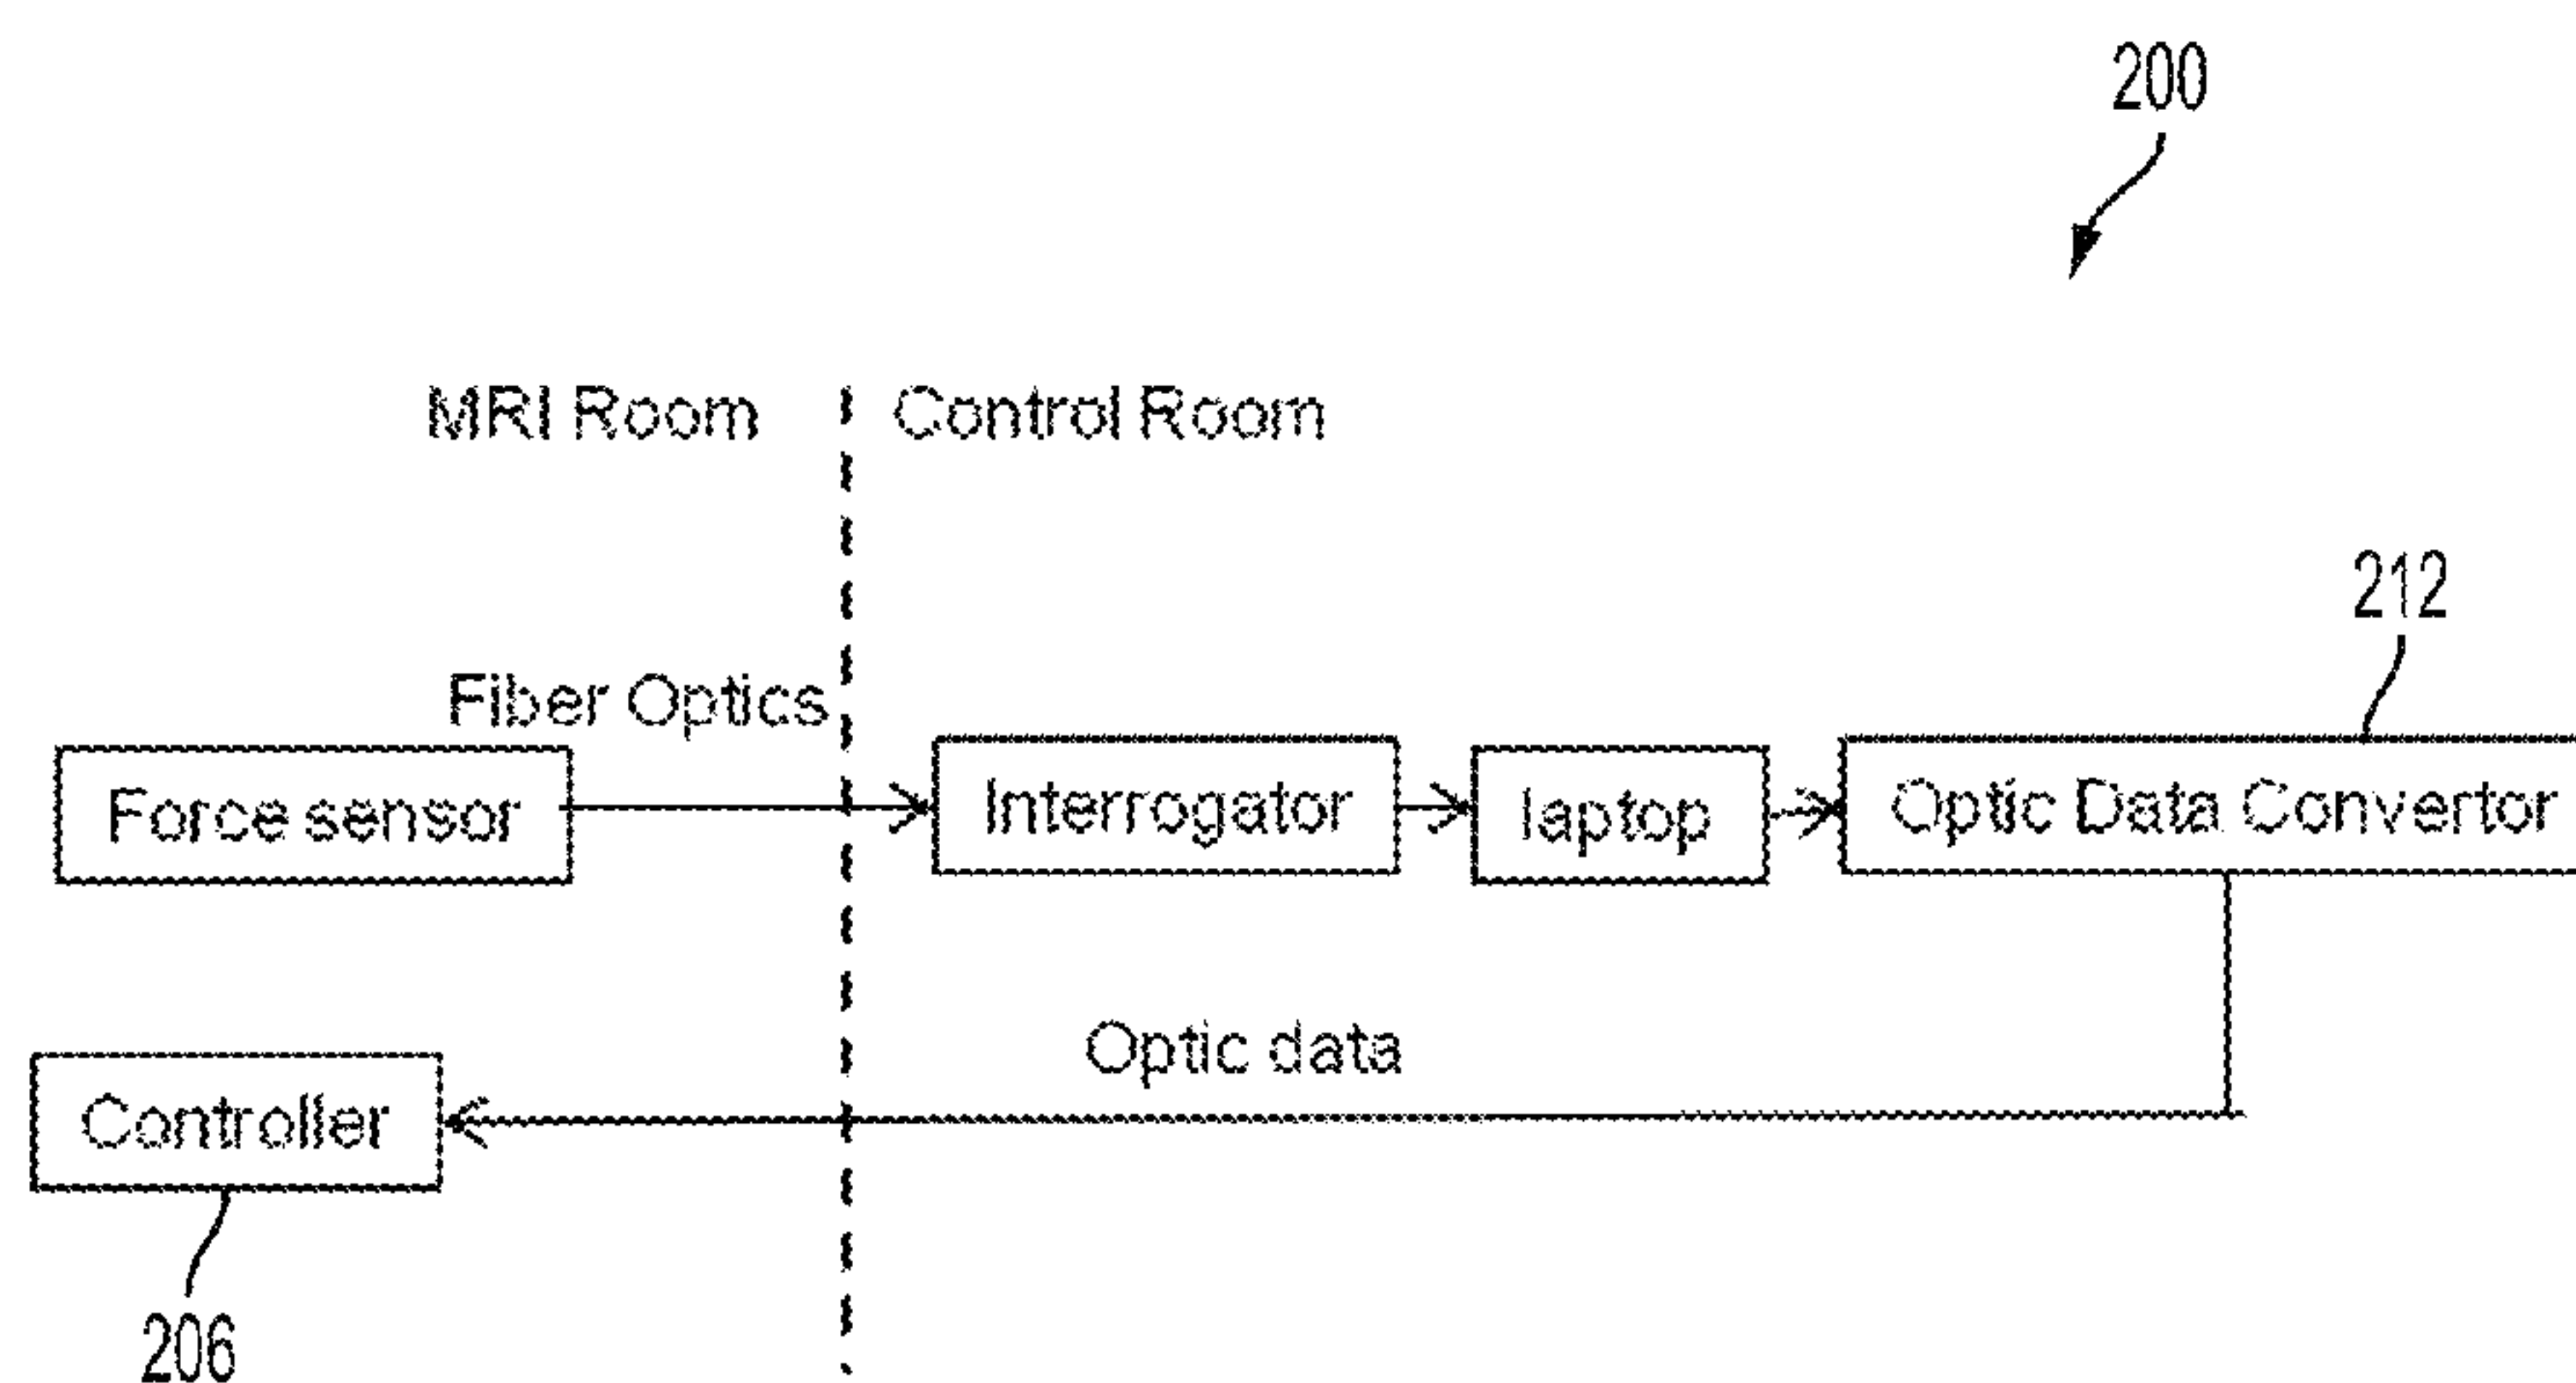 200
MRI Room
Control Room
212
Fiber Optics
Force sensor
Interrogator
laptop
Optic Data Convertor
Optic data
Controller
206